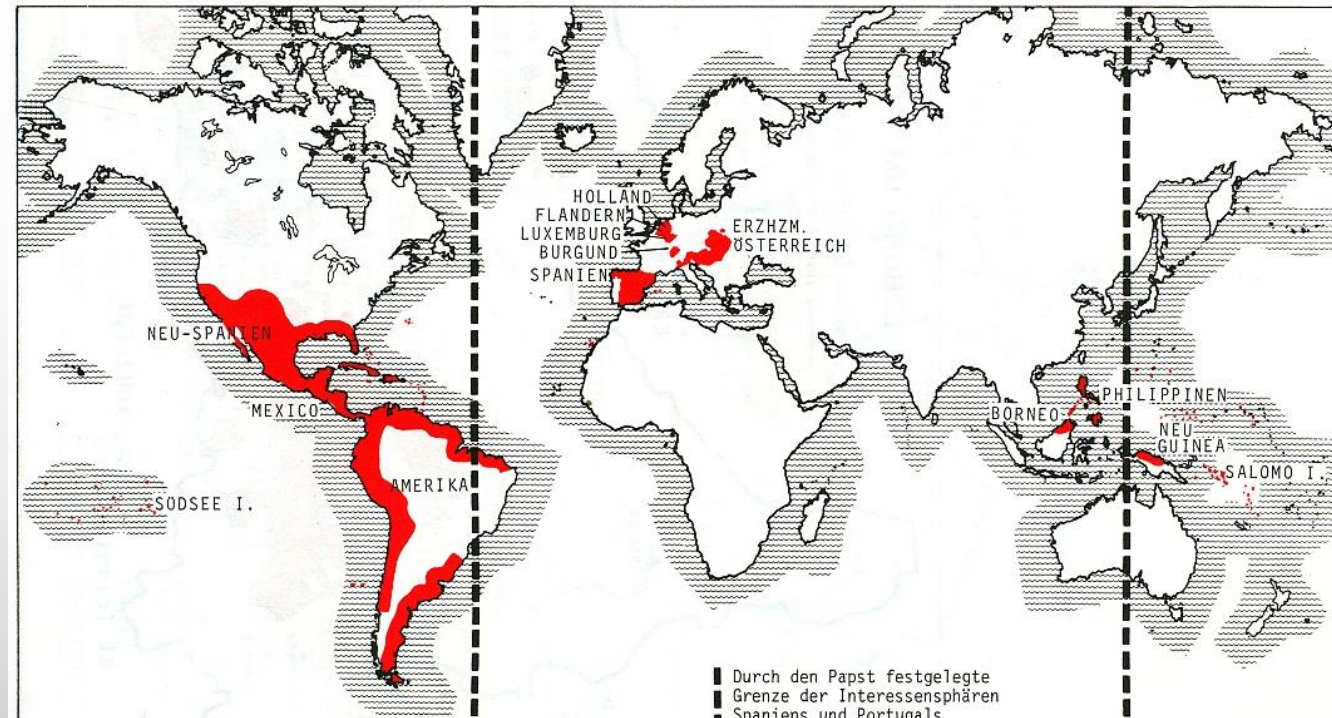 HOLLAND
FLANDERN
LUXEMBURG
BURGUND
SPANIEN
ERZHZM.
ÖSTERREICH
NEU-SPANIEN
MEXICO
AMERIKA
SÜDSEE I.
PHILIPPINEN
BORNEO
NEU
GUINEA
SALOMO I.
Durch den Papst festgelegte
Grenze der Interessensphären
Spaniens und Portugals